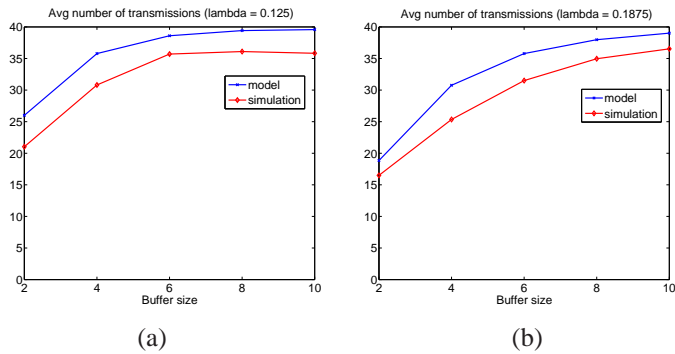 Avg number of transmissions (lambda = 0.125)
40
35
30
25
20
15
10
5
0
model
simulation
2
4
6
8
10
Buffer size
(a)
Avg number of transmissions (lambda = 0.1875)
40
35
30
25
20
15
10
5
0
model
simulation
2
4
6
8
10
Buffer size
(b)